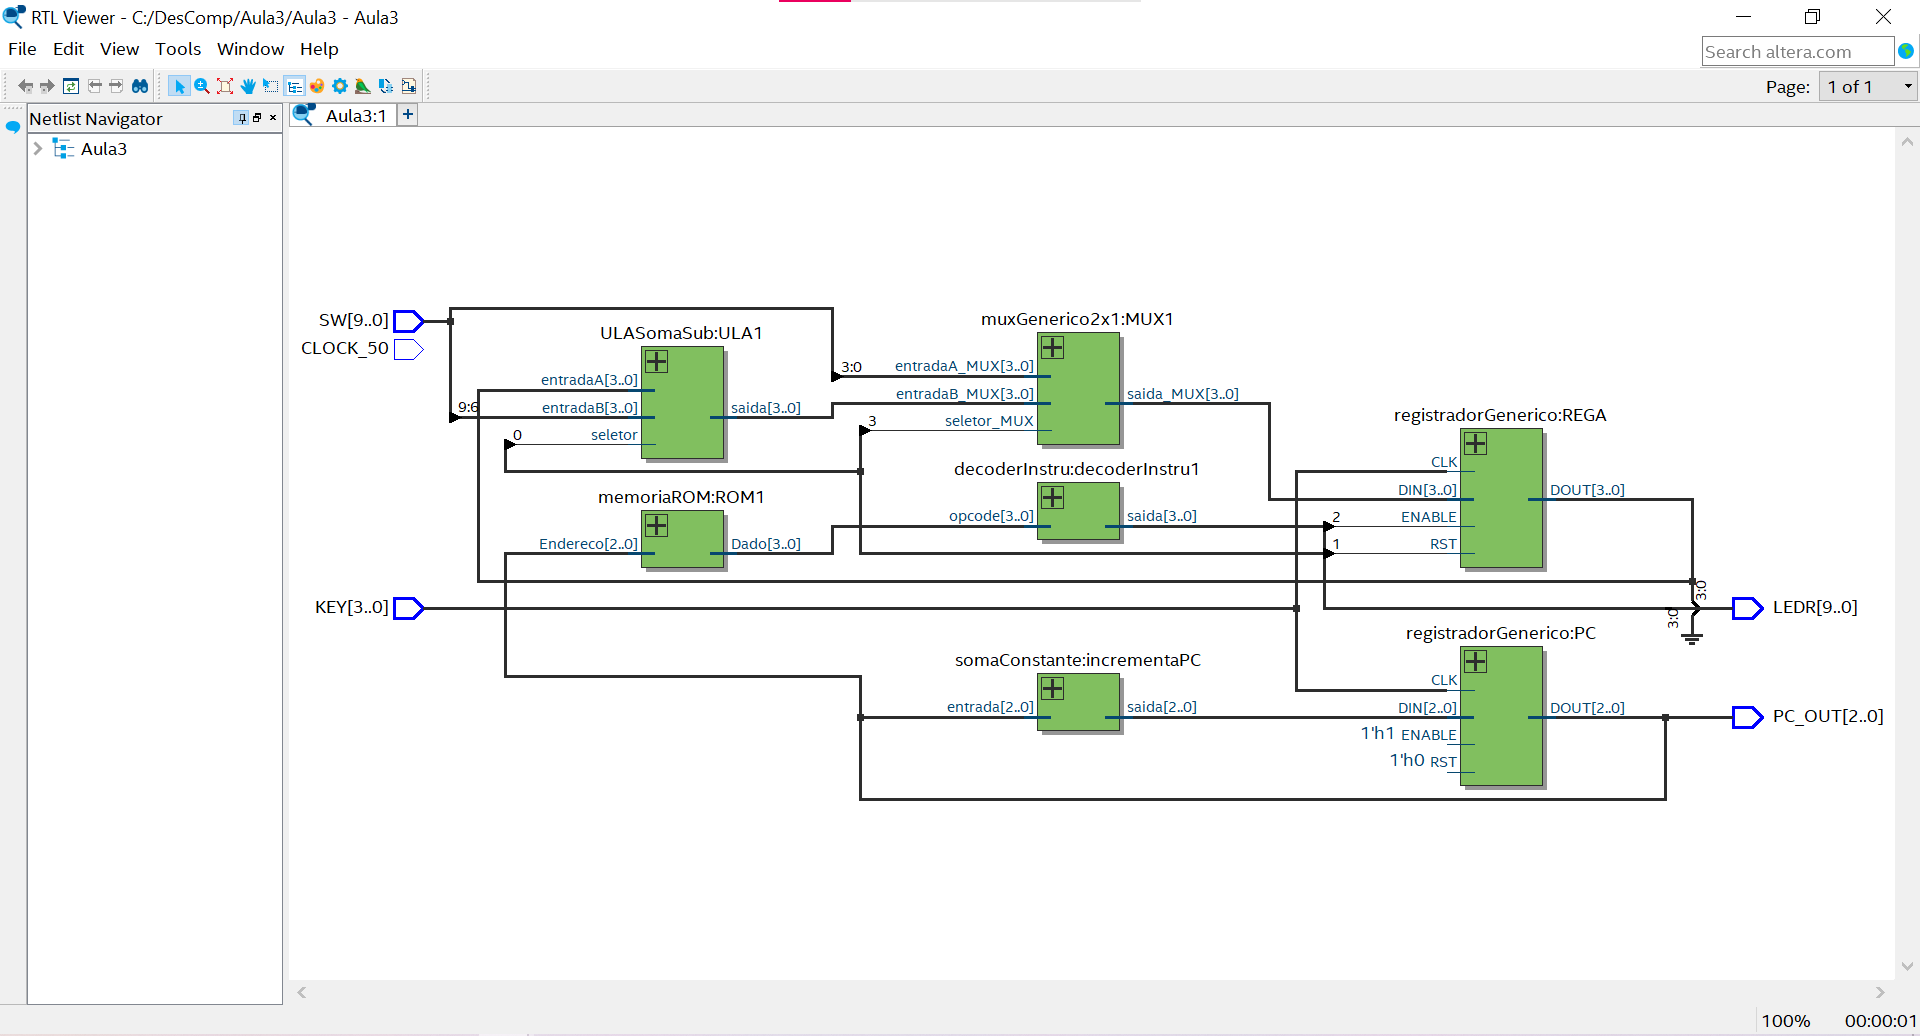 RTL Viewer - C:/DesComp/Aula3/Aula3 - Aula3
File Edit View Tools Window Help
Search altera.com
Page: 1 of 1
Netlist Navigator
Aula3:1
Aula3
SW[9..0]
CLOCK_50
ULASomaSub:ULA1
entradaA[3..0]
9:6
entradaB[3..0]
saida[3..0]
0
seletor
muxGenerico2x1:MUX1
3:0
entradaA_MUX[3..0]
entradaB_MUX[3..0]
saida_MUX[3..0]
3
seletor_MUX
registradorGenerico:REGA
CLK
DIN[3..0]
DOUT[3..0]
2
ENABLE
1
RST
decoderInstru:decoderInstru1
opcode[3..0]
saida[3..0]
memoriaROM:ROM1
Endereco[2..0]
Dado[3..0]
KEY[3..0]
3:0
3:0
LEDR[9..0]
registradorGenerico:PC
CLK
DIN[2..0]
DOUT[2..0]
1'h1 ENABLE
1'h0 RST
PC_OUT[2..0]
somaConstante:incrementaPC
entrada[2..0]
saida[2..0]
100% 00:00:01